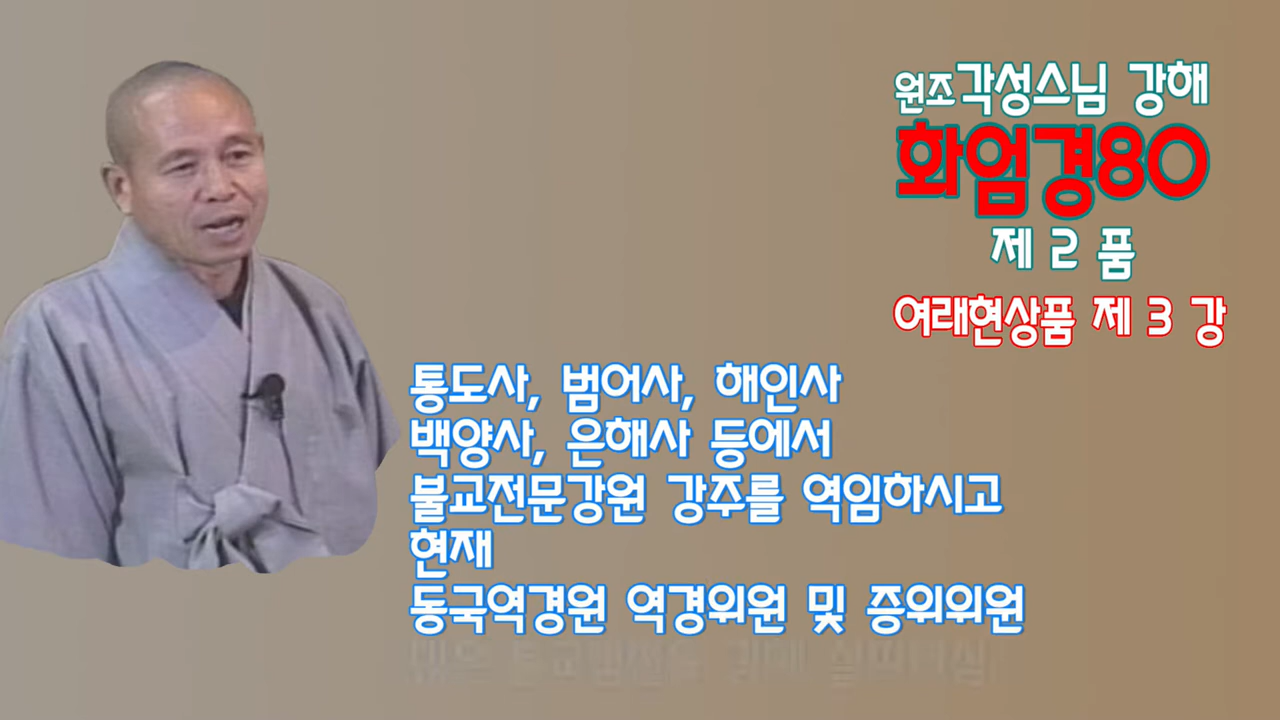 원조각성스님 강해
화엄경80
제 2 품
여래현상품 제 3 강
통도사, 범어사, 해인사
백양사, 은해사 등에서
불교전문강원 강주를 역임하시고
현재
동국역경원 역경위원 및 증위위원